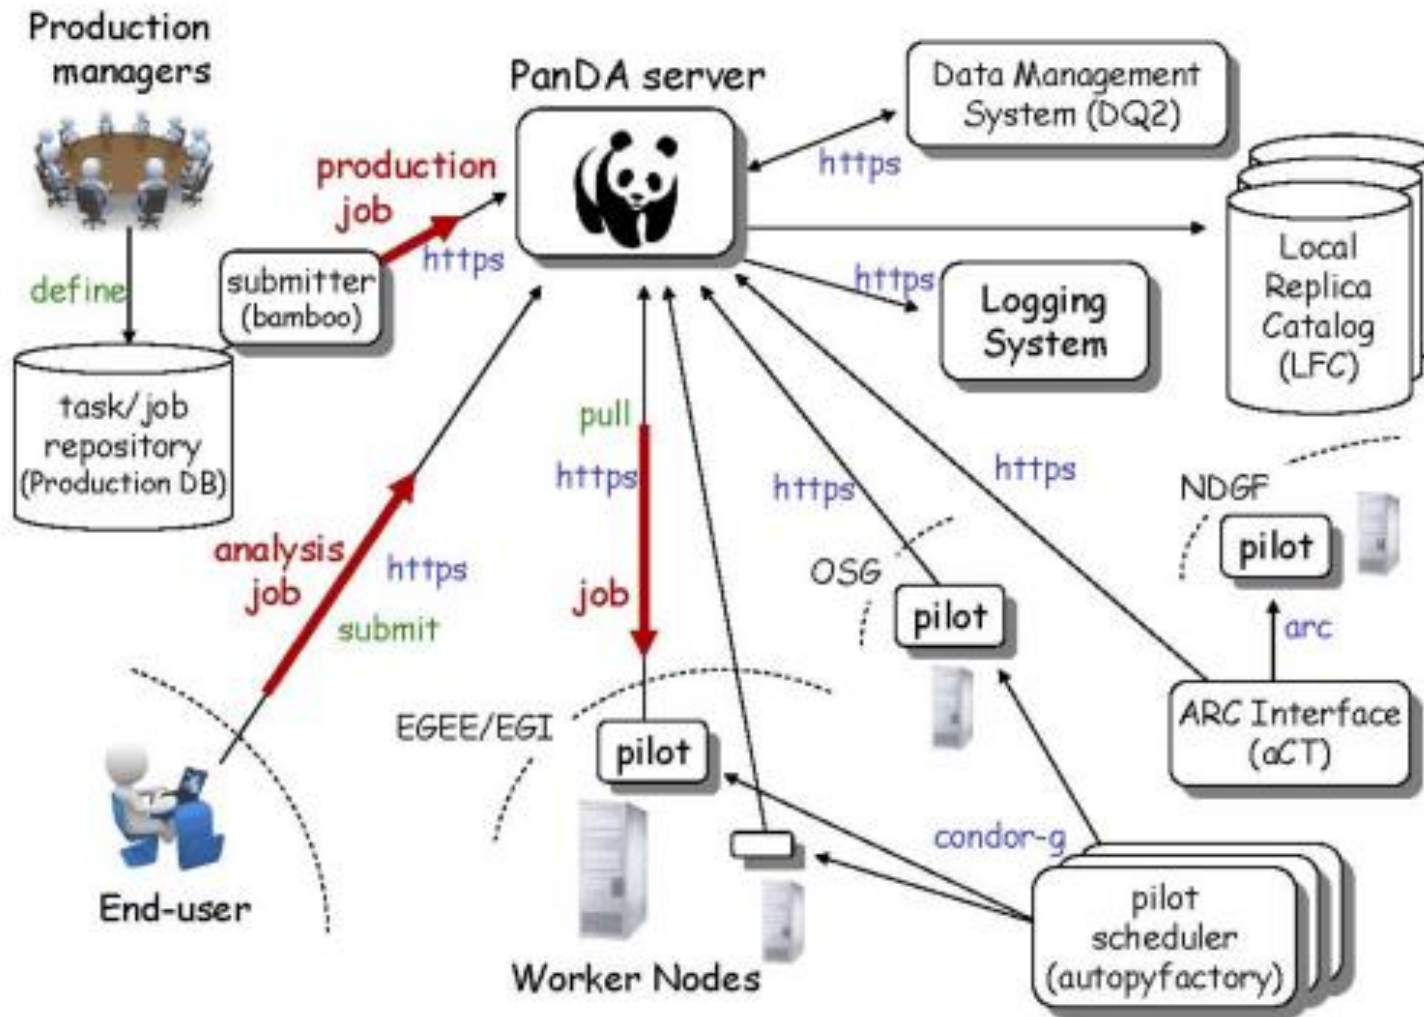 Production
managers
PanDA server
Data Management
System (DQ2)
https
production
job
https
define
submitter
(bamboo)
https
Logging
System
Local
Replica
Catalog
(LFC)
task/job
repository
(Production DB)
pull
https
https
https
NDGF
pilot
analysis
job
https
submit
job
OSG
pilot
arc
EGEE/EGI
pilot
ARC Interface
(aCT)
condor-g
End-user
pilot
scheduler
(autopyfactory)
Worker Nodes